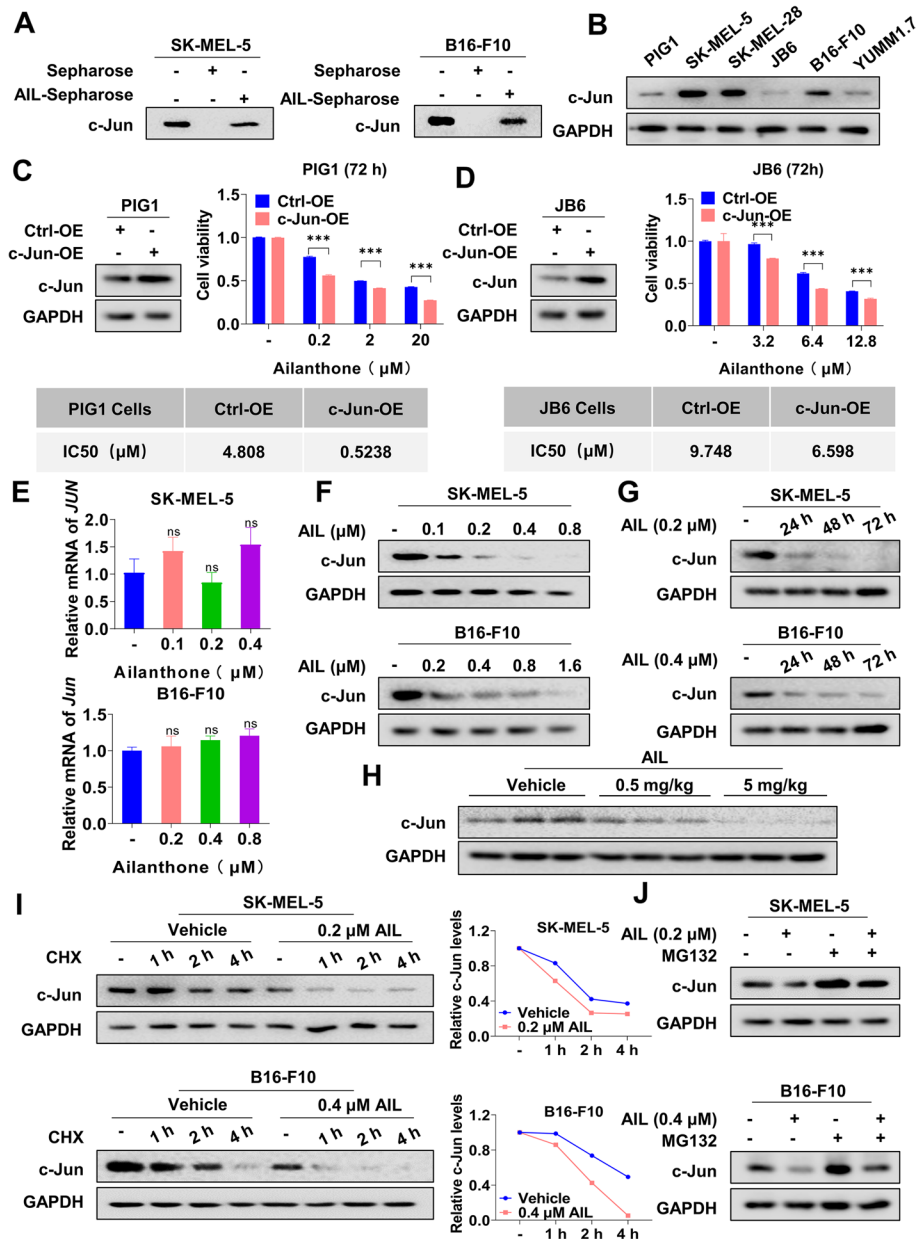 A
SK-MEL-5
Sepharose - + -
AIL-Sepharose - - +
c-Jun
B16-F10
Sepharose - + -
AIL-Sepharose - - +
c-Jun
B
PIG1 SK-MEL-5 SK-MEL-28 JB6 B16-F10 YUMM1.7
c-Jun
GAPDH
C
PIG1
Ctrl-OE + -
c-Jun-OE - +
c-Jun
GAPDH
PIG1 (72 h)
Ctrl-OE
c-Jun-OE
Cell viability
1.5
1.0
0.5
0.0
*** *** ***
- 0.2 2 20
Ailanthone ( μM)
PIG1 Cells Ctrl-OE c-Jun-OE
IC50 (μM) 4.808 0.5238
D
JB6
Ctrl-OE + -
c-Jun-OE - +
c-Jun
GAPDH
JB6 (72h)
Ctrl-OE
c-Jun-OE
Cell viability
1.5
1.0
0.5
0.0
*** *** ***
- 3.2 6.4 12.8
Ailanthone ( μM)
JB6 Cells Ctrl-OE c-Jun-OE
IC50 (μM) 9.748 6.598
E
SK-MEL-5
Relative mRNA of JUN
2.0
1.5
1.0
1.5
0.0
ns ns ns
- 0.1 0.2 0.4
Ailanthone ( μM)
B16-F10
Relative mRNA of Jun
1.5
1.0
0.5
0.0
ns ns ns
- 0.2 0.4 0.8
Ailanthone ( μM)
F
SK-MEL-5
AIL (μM) - 0.1 0.2 0.4 0.8
c-Jun
GAPDH
B16-F10
AIL (μM) - 0.2 0.4 0.8 1.6
c-Jun
GAPDH
G
SK-MEL-5
AIL (0.2 μM) - 24 h 48 h 72 h
c-Jun
GAPDH
B16-F10
AIL (0.4 μM) - 24 h 48 h 72 h
c-Jun
GAPDH
H
AIL
Vehicle 0.5 mg/kg 5 mg/kg
c-Jun
GAPDH
I
SK-MEL-5
Vehicle 0.2 μM AIL
CHX - 1 h 2 h 4 h - 1 h 2 h 4 h
c-Jun
GAPDH
SK-MEL-5
Relative c-Jun levels
1.2
0.8
0.4
0.0
Vehicle
0.2 μM AIL
- 1 h 2 h 4 h
B16-F10
Vehicle 0.4 μM AIL
CHX - 1 h 2 h 4 h - 1 h 2 h 4 h
c-Jun
GAPDH
B16-F10
Relative c-Jun levels
1.2
0.8
0.4
0.0
Vehicle
0.4 μM AIL
- 1 h 2 h 4 h
J
SK-MEL-5
AIL (0.2 μM) - + - +
MG132 - - + +
c-Jun
GAPDH
B16-F10
AIL (0.4 μM) - + - +
MG132 - - + +
c-Jun
GAPDH